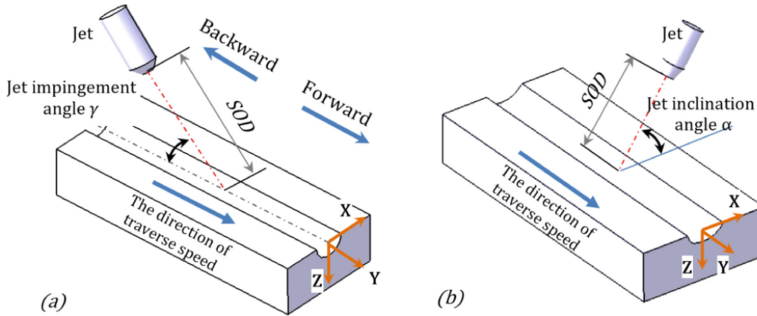 Jet
Backward
Jet impingement
angle γ
SOD
Forward
The direction of
traverse speed
X
Y
Z
(a)
Jet
SOD
Jet inclination
angle α
The direction of
traverse speed
X
Y
Z
(b)